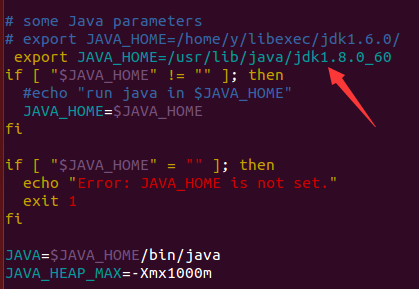 # some Java parameters
# export JAVA_HOME=/home/y/libexec/jdk1.6.0/
export JAVA_HOME=/usr/lib/java/jdk1.8.0_60
if [ "$JAVA_HOME" != "" ]; then
#echo "run java in $JAVA_HOME"
JAVA_HOME=$JAVA_HOME
fi
if [ "$JAVA_HOME" = "" ]; then
echo "Error: JAVA_HOME is not set."
exit 1
fi
JAVA=$JAVA_HOME/bin/java
JAVA_HEAP_MAX=-Xmx1000m